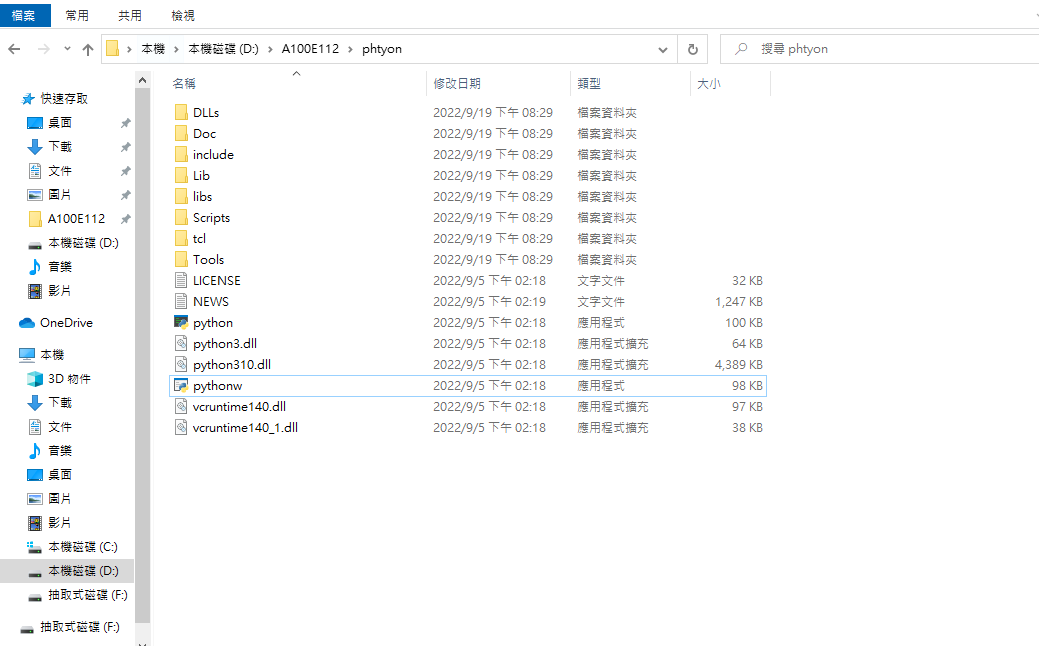 檔案 常用 共用 檢視
本機 本機磁碟 (D:) A100E112 phtyon 搜尋 phtyon
名稱 修改日期 類型 大小
快速存取
桌面
下載
文件
圖片
A100E112
本機磁碟 (D:)
音樂
影片
OneDrive
本機
3D 物件
下載
文件
音樂
桌面
圖片
影片
本機磁碟 (C:)
本機磁碟 (D:)
抽取式磁碟 (F:)
抽取式磁碟 (F:)
DLLs 2022/9/19 下午 08:29 檔案資料夾
Doc 2022/9/19 下午 08:29 檔案資料夾
include 2022/9/19 下午 08:29 檔案資料夾
Lib 2022/9/19 下午 08:29 檔案資料夾
libs 2022/9/19 下午 08:29 檔案資料夾
Scripts 2022/9/19 下午 08:29 檔案資料夾
tcl 2022/9/19 下午 08:29 檔案資料夾
Tools 2022/9/19 下午 08:29 檔案資料夾
LICENSE 2022/9/5 下午 02:18 文字文件 32 KB
NEWS 2022/9/5 下午 02:19 文字文件 1,247 KB
python 2022/9/5 下午 02:18 應用程式 100 KB
python3.dll 2022/9/5 下午 02:18 應用程式擴充 64 KB
python310.dll 2022/9/5 下午 02:18 應用程式擴充 4,389 KB
pythonw 2022/9/5 下午 02:18 應用程式 98 KB
vcruntime140.dll 2022/9/5 下午 02:18 應用程式擴充 97 KB
vcruntime140_1.dll 2022/9/5 下午 02:18 應用程式擴充 38 KB